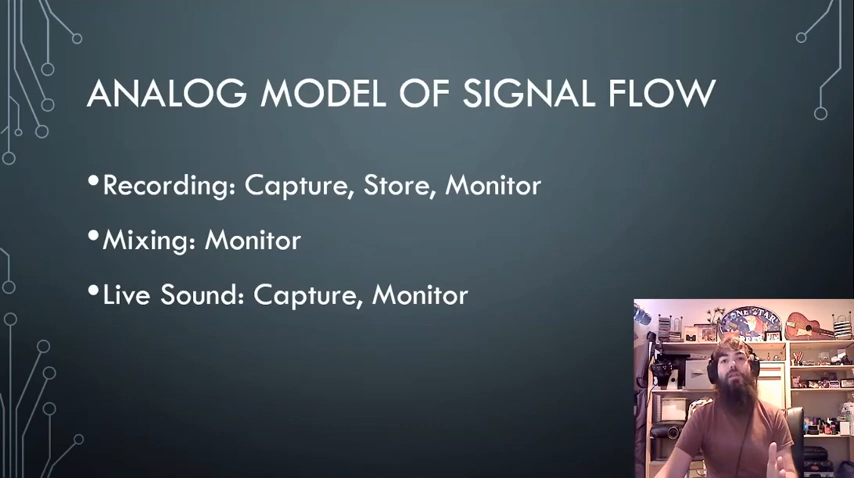 ANALOG MODEL OF SIGNAL FLOW
•Recording: Capture, Store, Monitor
•Mixing: Monitor
•Live Sound: Capture, Monitor